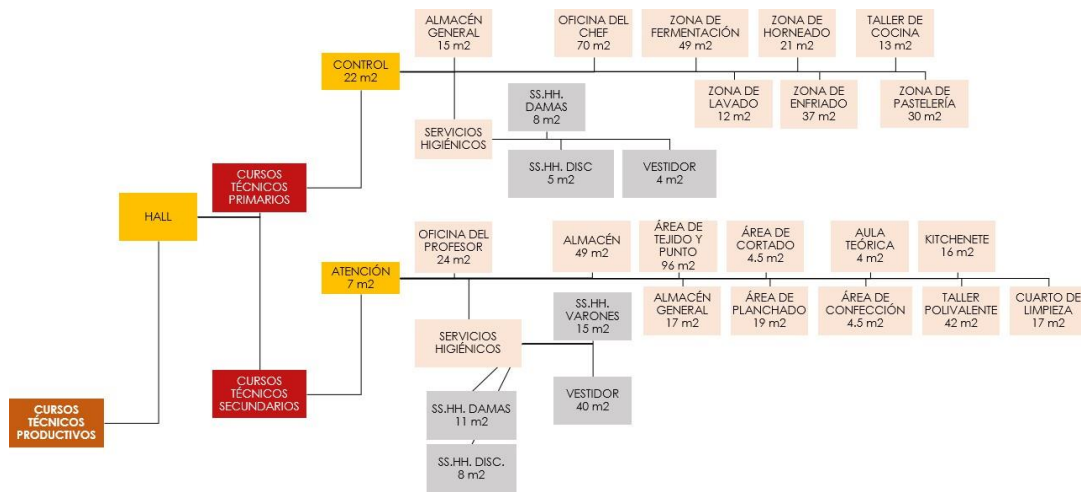 ALMACÉN
GENERAL
15 m2
OFICINA DEL
CHEF
70 m2
ZONA DE
FERMENTACIÓN
49 m2
ZONA DE
HORNEADO
21 m2
TALLER DE
COCINA
13 m2
CONTROL
22 m2
ZONA DE
LAVADO
12 m2
ZONA DE
ENFRIADO
37 m2
ZONA DE
PASTELERÍA
30 m2
SS.HH.
DAMAS
8 m2
SERVICIOS
HIGIÉNICOS
SS.HH. DISC
5 m2
VESTIDOR
4 m2
CURSOS
TÉCNICOS
PRIMARIOS
HALL
OFICINA DEL
PROFESOR
24 m2
ALMACÉN
49 m2
ÁREA DE
TEJIDO Y
PUNTO
96 m2
ÁREA DE
CORTADO
4.5 m2
AULA
TEÓRICA
4 m2
KITCHENETE
16 m2
ATENCIÓN
7 m2
ALMACÉN
GENERAL
17 m2
ÁREA DE
PLANCHADO
19 m2
ÁREA DE
CONFECCIÓN
4.5 m2
TALLER
POLIVALENTE
42 m2
CUARTO DE
LIMPIEZA
17 m2
SS.HH.
VARONES
15 m2
SERVICIOS
HIGIÉNICOS
VESTIDOR
40 m2
CURSOS
TÉCNICOS
SECUNDARIOS
SS.HH. DAMAS
11 m2
SS.HH. DISC.
8 m2
CURSOS
TÉCNICOS
PRODUCTIVOS